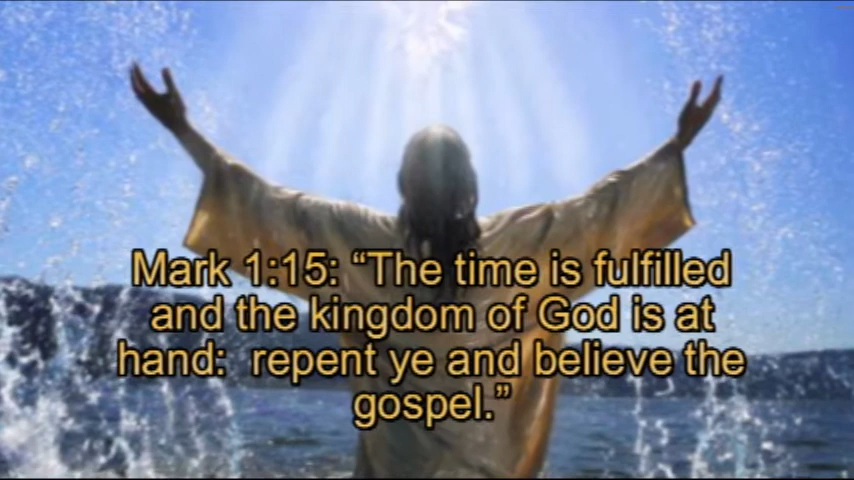 Mark 1:15: “The time is fulfilled
and the kingdom of God is at
hand:  repent ye and believe the
gospel.”